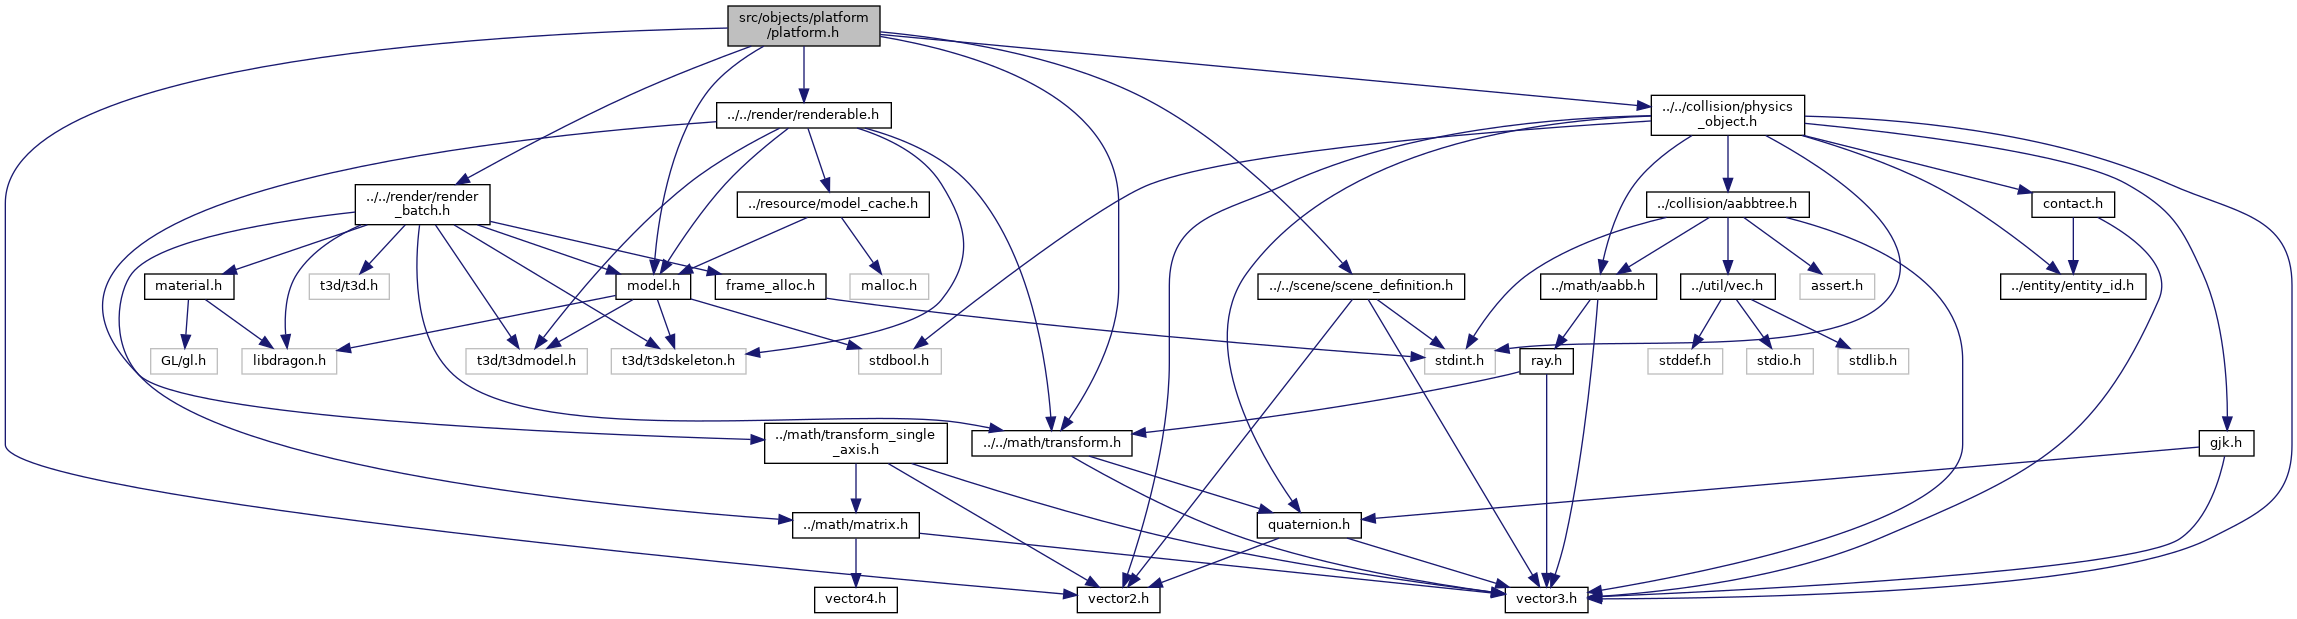 src/objects/platform
/platform.h
../../render/renderable.h
../../collision/physics
_object.h
../../render/render
_batch.h
../resource/model_cache.h
../collision/aabbtree.h
contact.h
material.h
t3d/t3d.h
model.h
frame_alloc.h
malloc.h
../../scene/scene_definition.h
../math/aabb.h
../util/vec.h
assert.h
../entity/entity_id.h
GL/gl.h
libdragon.h
t3d/t3dmodel.h
t3d/t3dskeleton.h
stdbool.h
stdint.h
ray.h
stddef.h
stdio.h
stdlib.h
../math/transform_single
_axis.h
../../math/transform.h
gjk.h
../math/matrix.h
quaternion.h
vector4.h
vector2.h
vector3.h